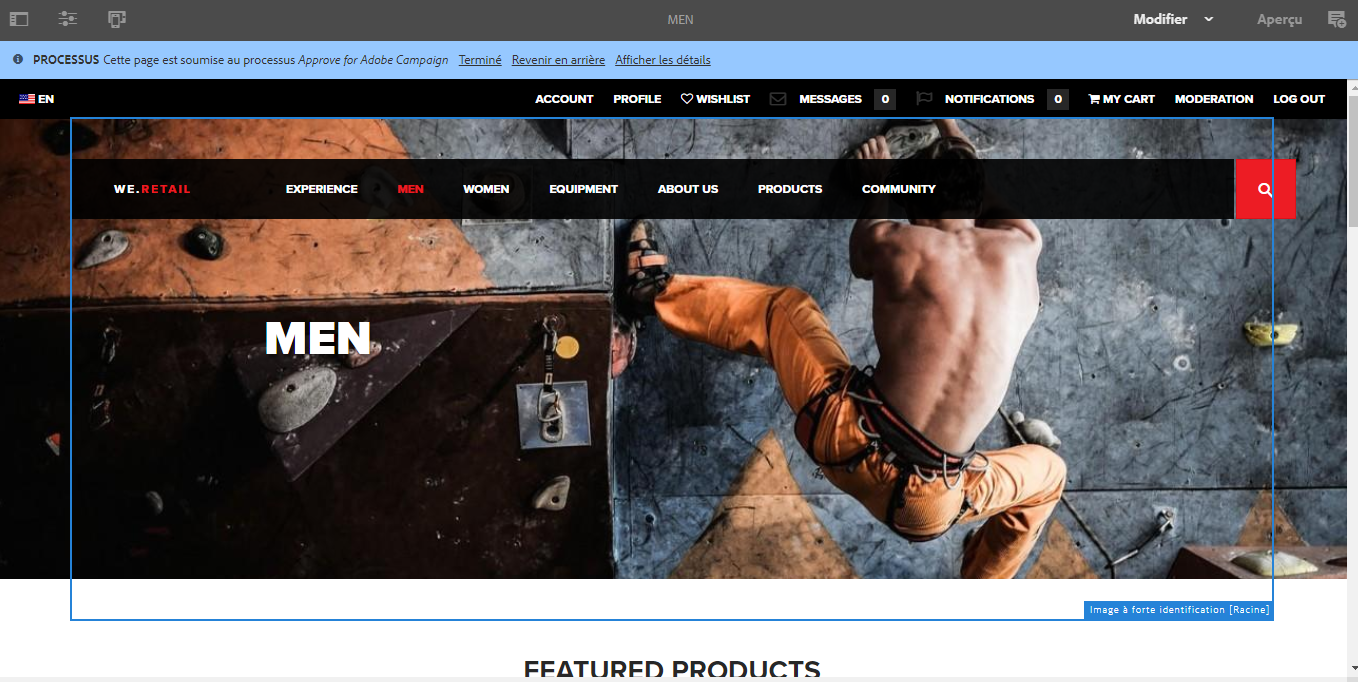 MEN
Modifier
Aperçu
PROCESSUS Cette page est soumise au processus Approve for Adobe Campaign Terminé Revenir en arrière Afficher les détails
EN
ACCOUNT PROFILE WISHLIST MESSAGES 0 NOTIFICATIONS 0 MY CART MODERATION LOG OUT
WE.RETAIL EXPERIENCE MEN WOMEN EQUIPMENT ABOUT US PRODUCTS COMMUNITY
MEN
Image à forte identification [Racine]
FEATURED PRODUCTS